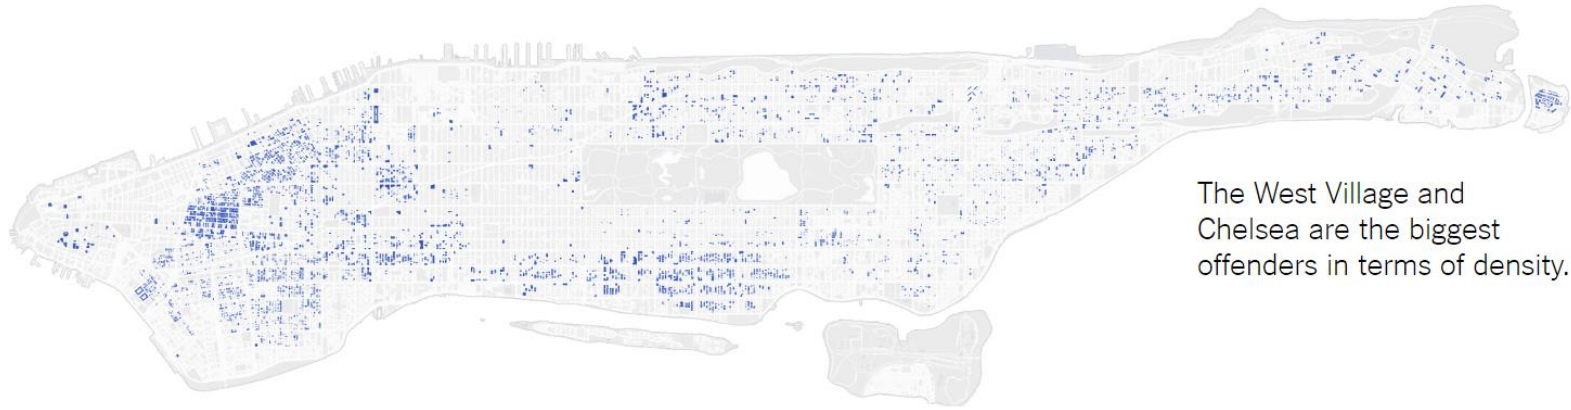 The West Village and
Chelsea are the biggest
offenders in terms of density.